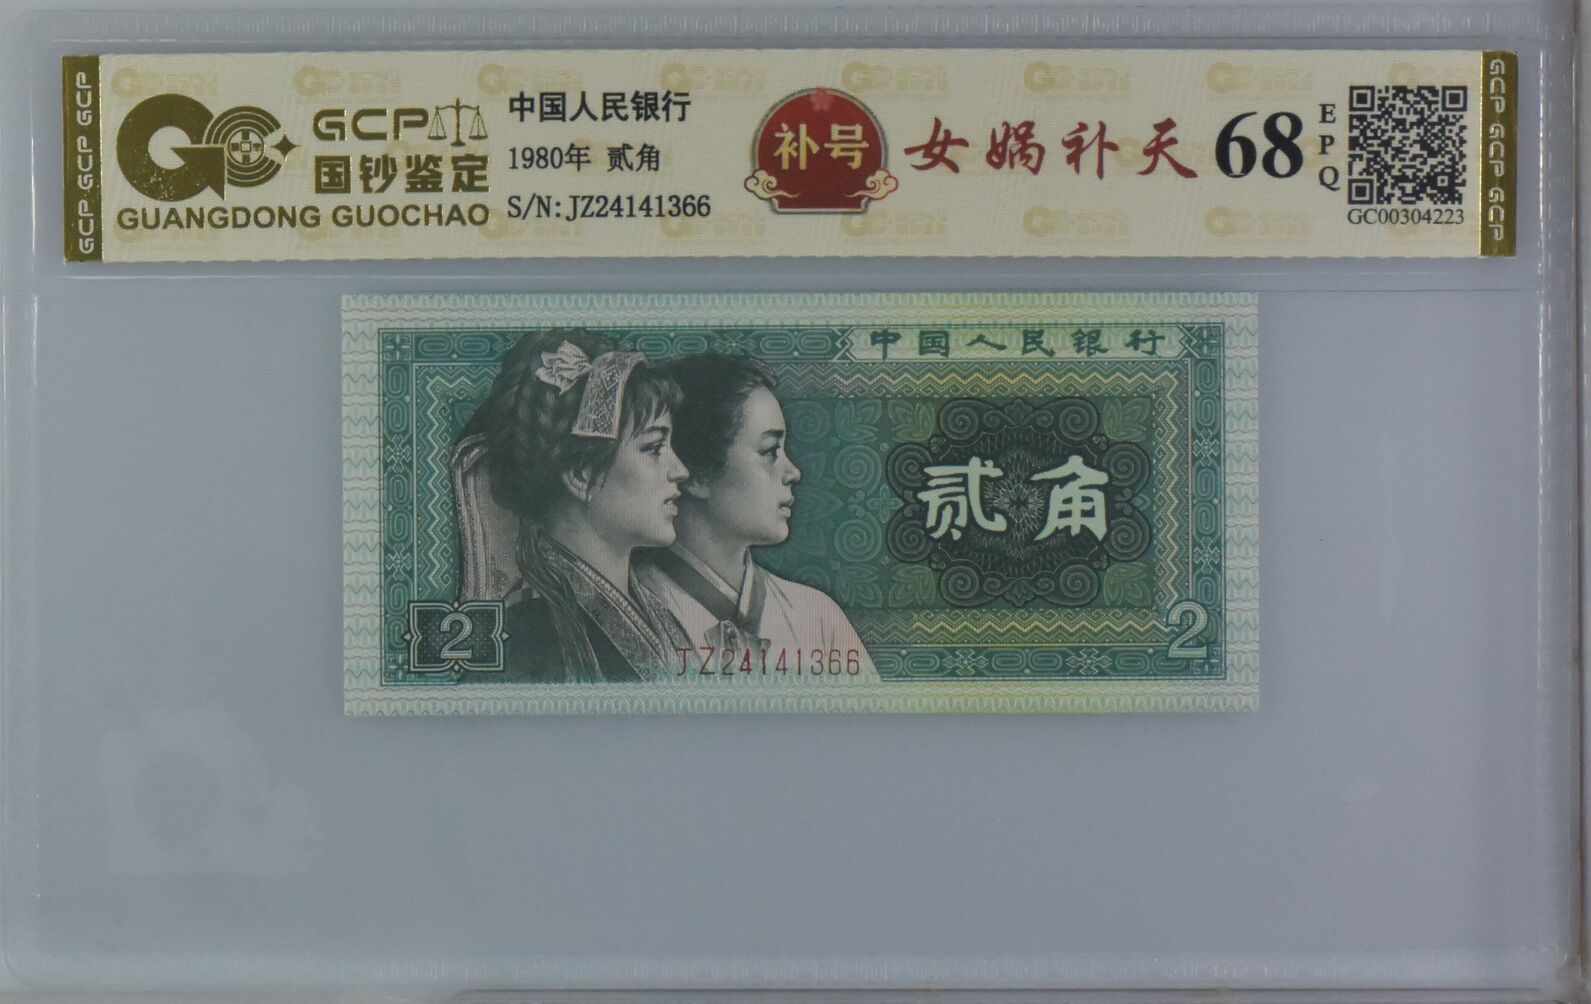 GCP GCP GCP
GCP
国钞鉴定
GUANGDONG GUOCHAO
中国人民银行
1980年 贰角
S/N:JZ24141366
补号
女娲补天
68
EPQ
GC00304223
GCP GCP GCP
中国人民银行
贰角
2
2
JZ24141366